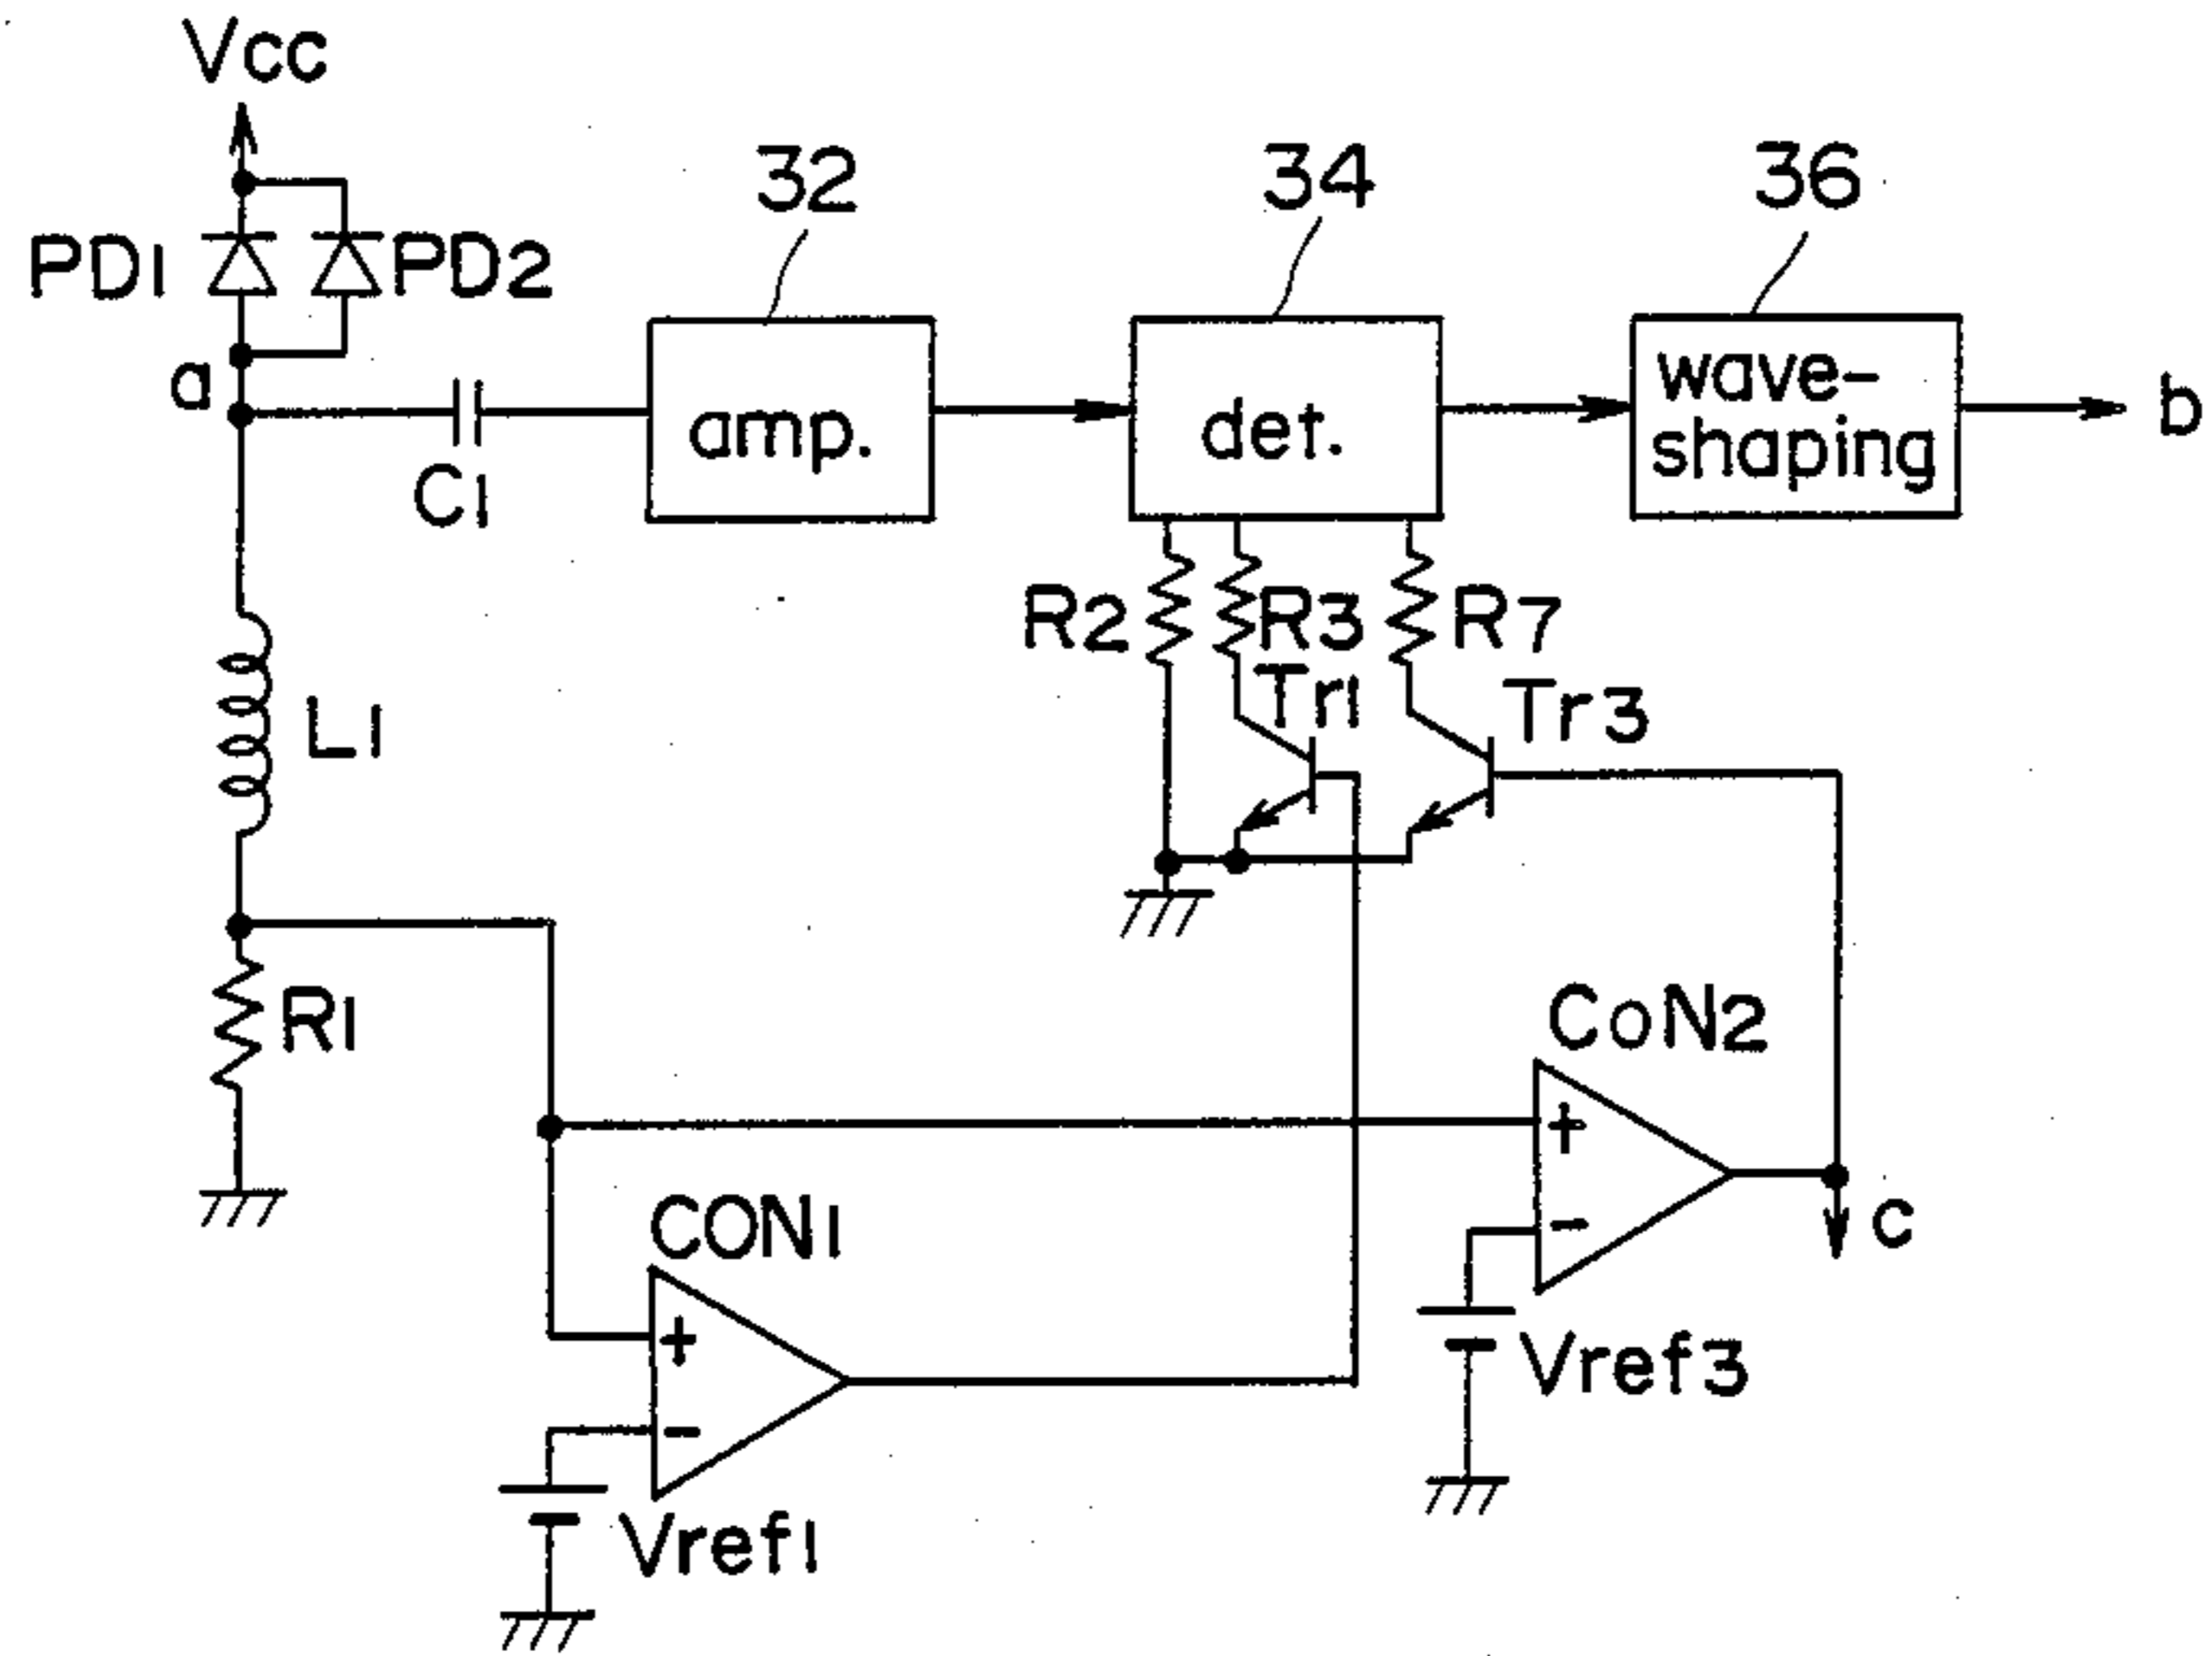 Vcc
32
34
36
PD1
PD2
a
amp.
det.
wave-
shaping
b
C1
R2
R3
R7
Tr1
Tr3
L1
R1
CoN2
+
-
c
CON1
+
-
Vref3
Vref1